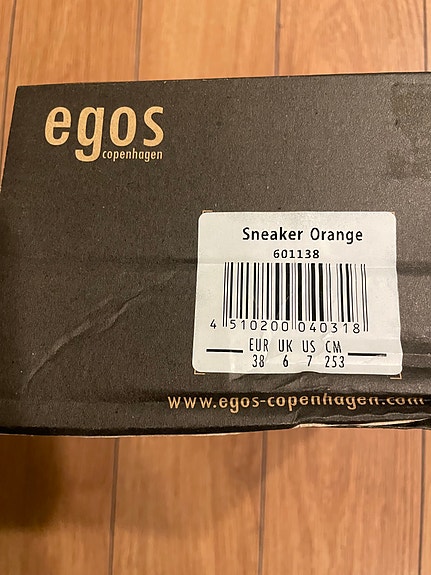 egos
copenhagen
Sneaker Orange
601138
4 510200 040318
EUR UK US CM
38 6 7 253
www.egos-copenhagen.com